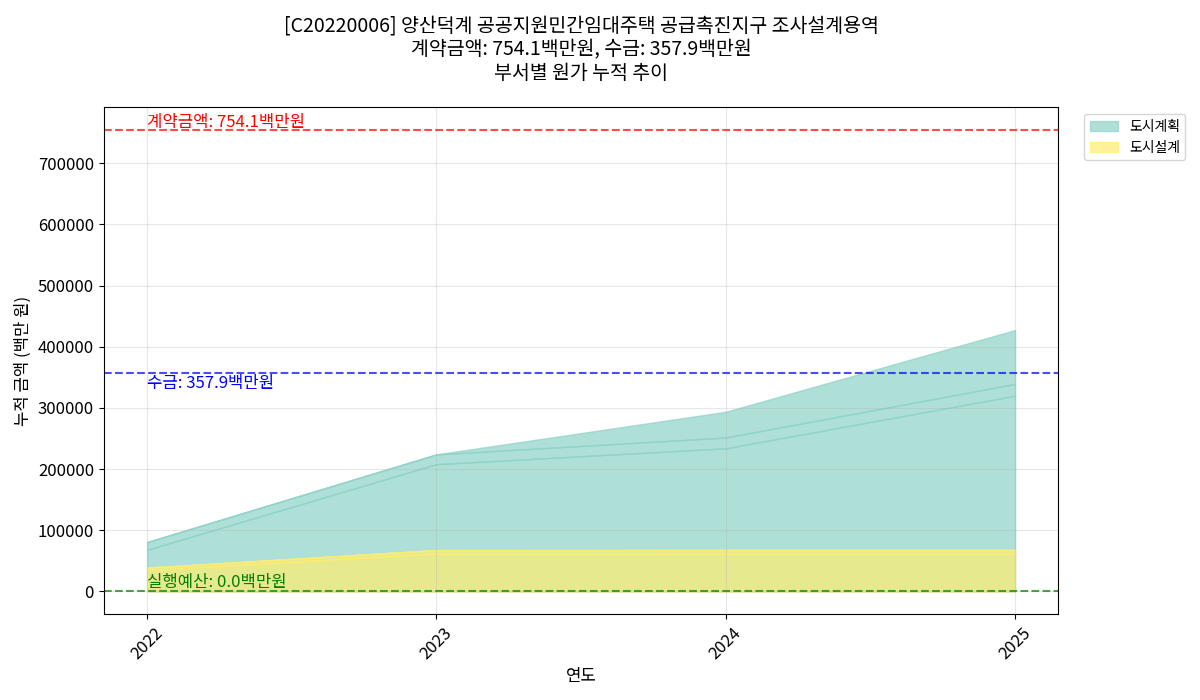 [C20220006] 양산덕계 공공지원민간임대주택 공급촉진지구 조사설계용역
계약금액: 754.1백만원, 수금: 357.9백만원
부서별 원가 누적 추이
계약금액: 754.1백만원
도시계획
도시설계
700000
600000
500000
400000
수금: 357.9백만원
300000
200000
100000
실행예산: 0.0백만원
0
누적 금액 (백만 원)
2022
2023
2024
2025
연도